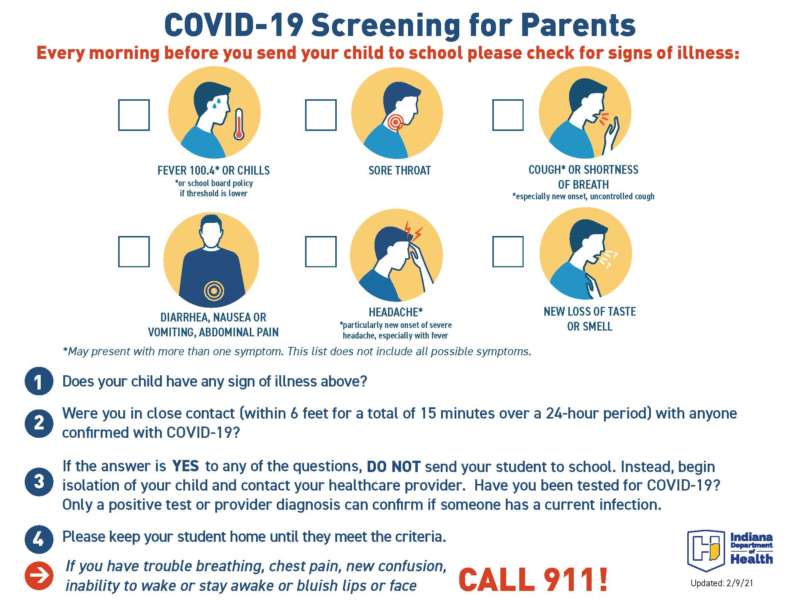 COVID-19 Screening for Parents
Every morning before you send your child to school please check for signs of illness:
FEVER 100.4* OR CHILLS
*or school board policy
if threshold is lower
SORE THROAT
COUGH* OR SHORTNESS
OF BREATH
*especially new onset, uncontrolled cough
DIARRHEA, NAUSEA OR
VOMITING, ABDOMINAL PAIN
HEADACHE*
*particularly new onset of severe
headache, especially with fever
NEW LOSS OF TASTE
OR SMELL
*May present with more than one symptom. This list does not include all possible symptoms.
1 Does your child have any sign of illness above?
2 Were you in close contact (within 6 feet for a total of 15 minutes over a 24-hour period) with anyone
confirmed with COVID-19?
3 If the answer is YES to any of the questions, DO NOT send your student to school. Instead, begin
isolation of your child and contact your healthcare provider. Have you been tested for COVID-19?
Only a positive test or provider diagnosis can confirm if someone has a current infection.
4 Please keep your student home until they meet the criteria.
If you have trouble breathing, chest pain, new confusion,
inability to wake or stay awake or bluish lips or face
CALL 911!
Indiana
Department
of
Health
Updated: 2/9/21